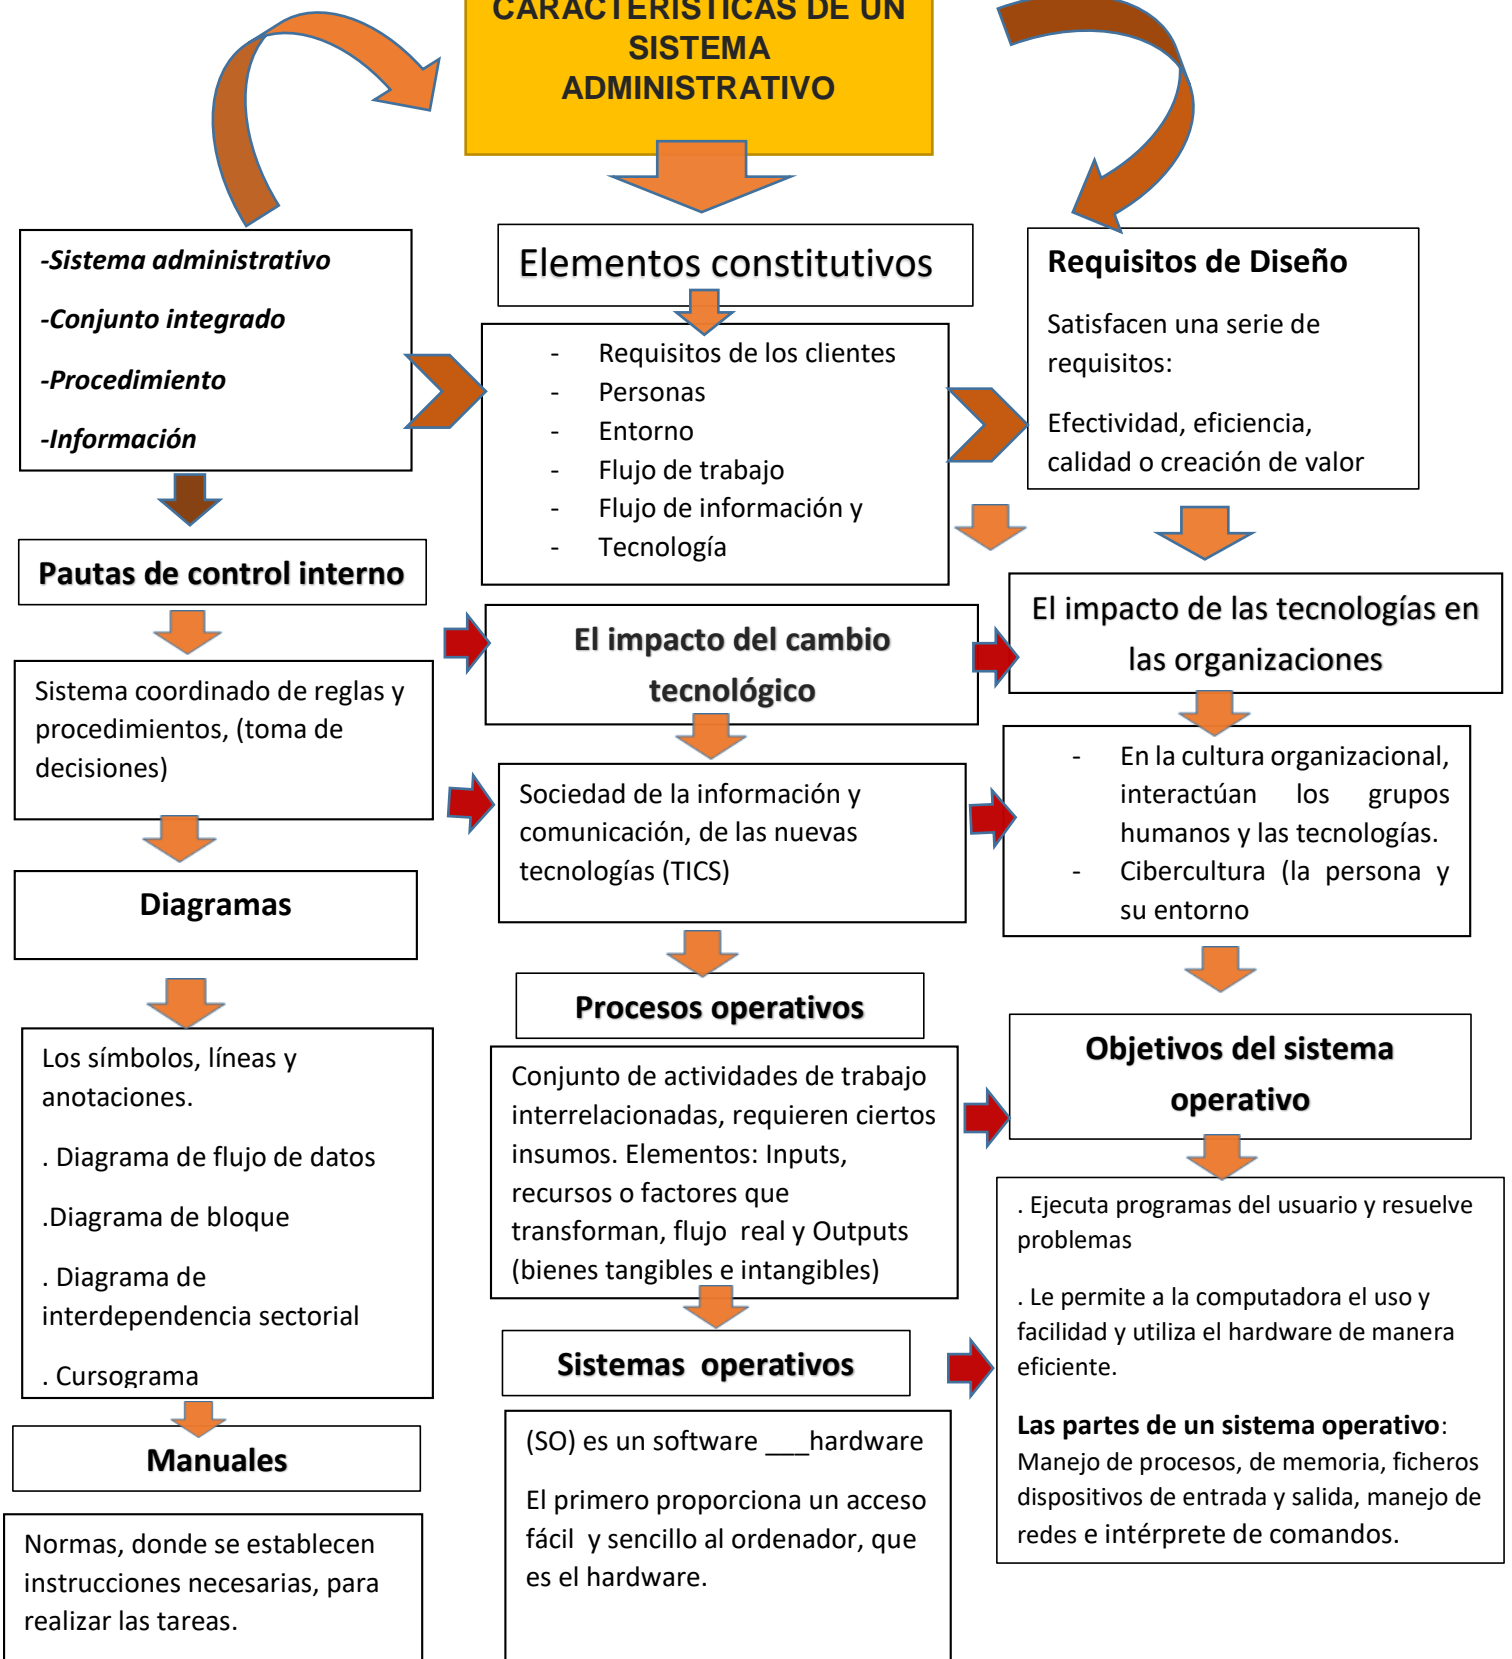 CARACTERÍSTICAS DE UN
SISTEMA
ADMINISTRATIVO
-Sistema administrativo
-Conjunto integrado
-Procedimiento
-Información
Elementos constitutivos
- Requisitos de los clientes
- Personas
- Entorno
- Flujo de trabajo
- Flujo de información y
- Tecnología
Requisitos de Diseño
Satisfacen una serie de
requisitos:
Efectividad, eficiencia,
calidad o creación de valor
Pautas de control interno
Sistema coordinado de reglas y
procedimientos, (toma de
decisiones)
El impacto del cambio
tecnológico
Sociedad de la información y
comunicación, de las nuevas
tecnologías (TICS)
El impacto de las tecnologías en
las organizaciones
- En la cultura organizacional,
interactúan los grupos
humanos y las tecnologías.
- Cibercultura (la persona y
su entorno
Diagramas
Los símbolos, líneas y
anotaciones.
. Diagrama de flujo de datos
.Diagrama de bloque
. Diagrama de
interdependencia sectorial
. Cursograma
Procesos operativos
Conjunto de actividades de trabajo
interrelacionadas, requieren ciertos
insumos. Elementos: Inputs,
recursos o factores que
transforman, flujo real y Outputs
(bienes tangibles e intangibles)
Objetivos del sistema
operativo
. Ejecuta programas del usuario y resuelve
problemas
. Le permite a la computadora el uso y
facilidad y utiliza el hardware de manera
eficiente.
Las partes de un sistema operativo:
Manejo de procesos, de memoria, ficheros
dispositivos de entrada y salida, manejo de
redes e intérprete de comandos.
Manuales
Normas, donde se establecen
instrucciones necesarias, para
realizar las tareas.
Sistemas operativos
(SO) es un software ___hardware
El primero proporciona un acceso
fácil y sencillo al ordenador, que
es el hardware.